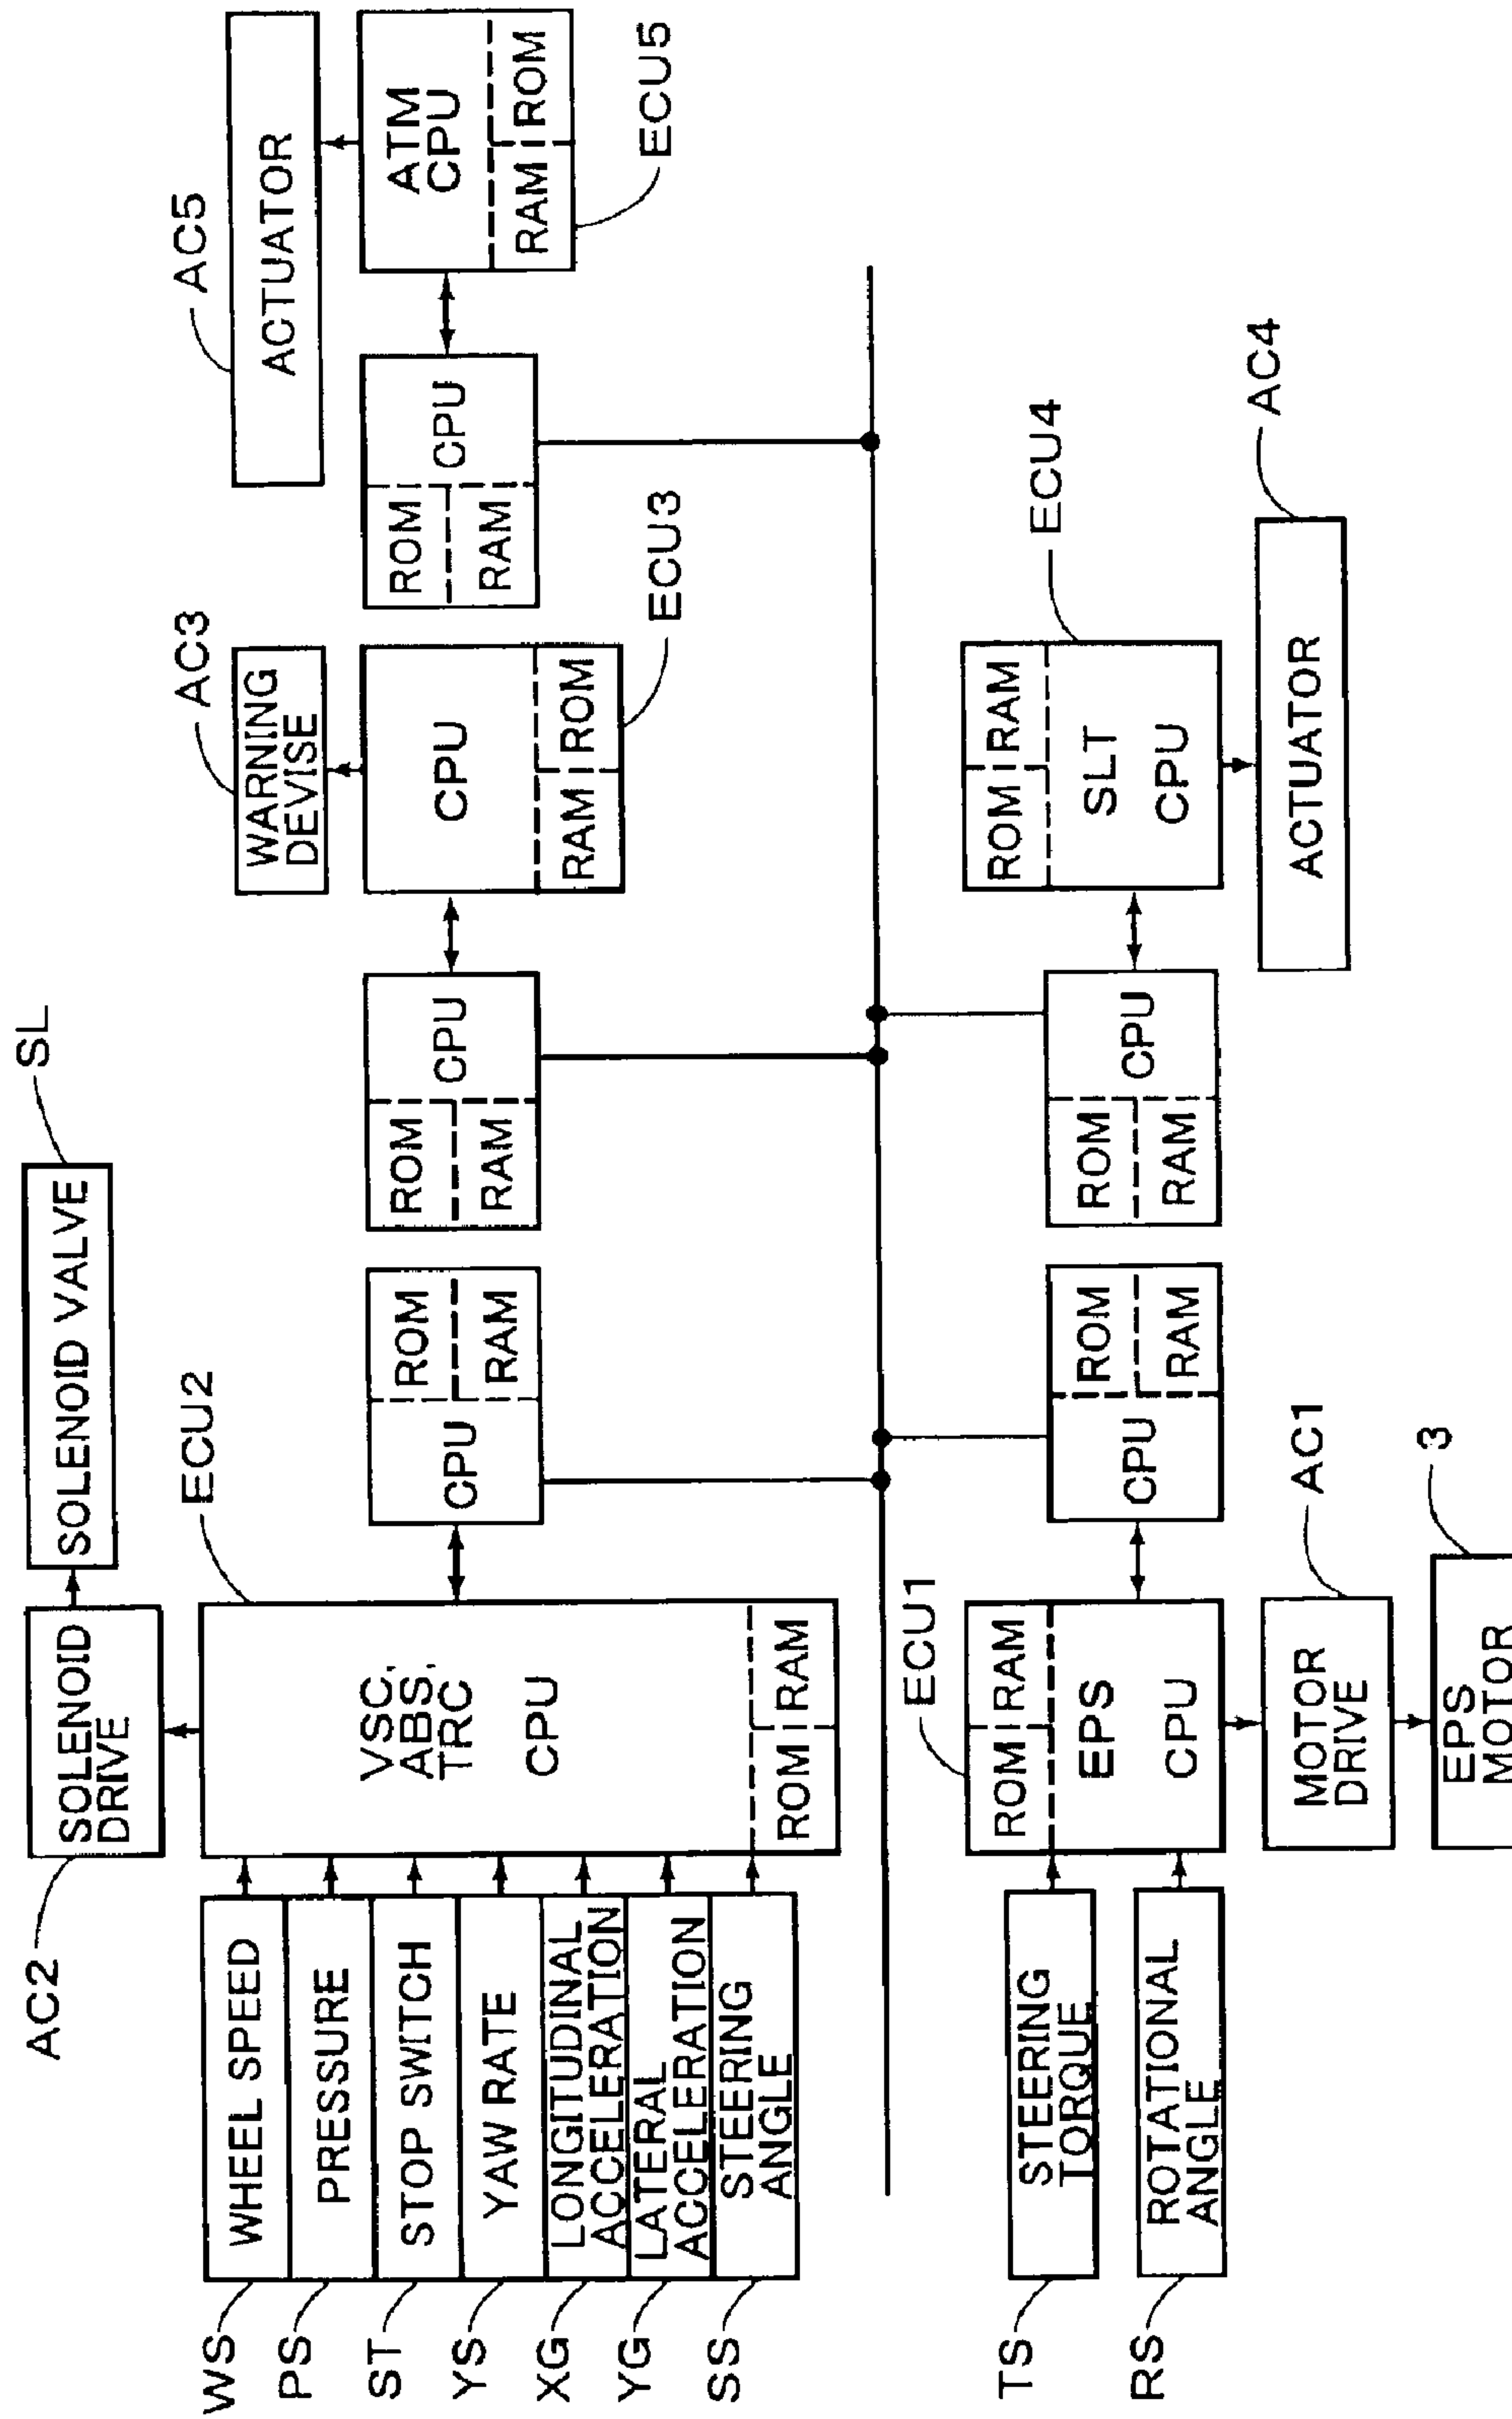 AC2
SOLENOID
DRIVE
SOLENOID VALVE
SL
ECU2
WS
WHEEL SPEED
PS
PRESSURE
ST
STOP SWITCH
YS
YAW RATE
XG
LONGITUDINAL
ACCELERATION
YG
LATERAL
ACCELERATION
SS
STEERING
ANGLE
VSC,
ABS,
TRC
CPU
ROM RAM
CPU
ROM
RAM
ROM
RAM
CPU
AC3
WARNING
DEVISE
CPU
RAM ROM
ECU3
ROM
RAM
CPU
AC5
ACTUATOR
ATM
CPU
RAM ROM
ECU5
TS
STEERING
TORQUE
RS
ROTATIONAL
ANGLE
ECU1
ROM RAM
EPS
CPU
MOTOR
DRIVE
AC1
EPS
MOTOR
3
CPU
ROM
RAM
ROM
RAM
CPU
ROM RAM
SLT
CPU
ECU4
ACTUATOR
AC4